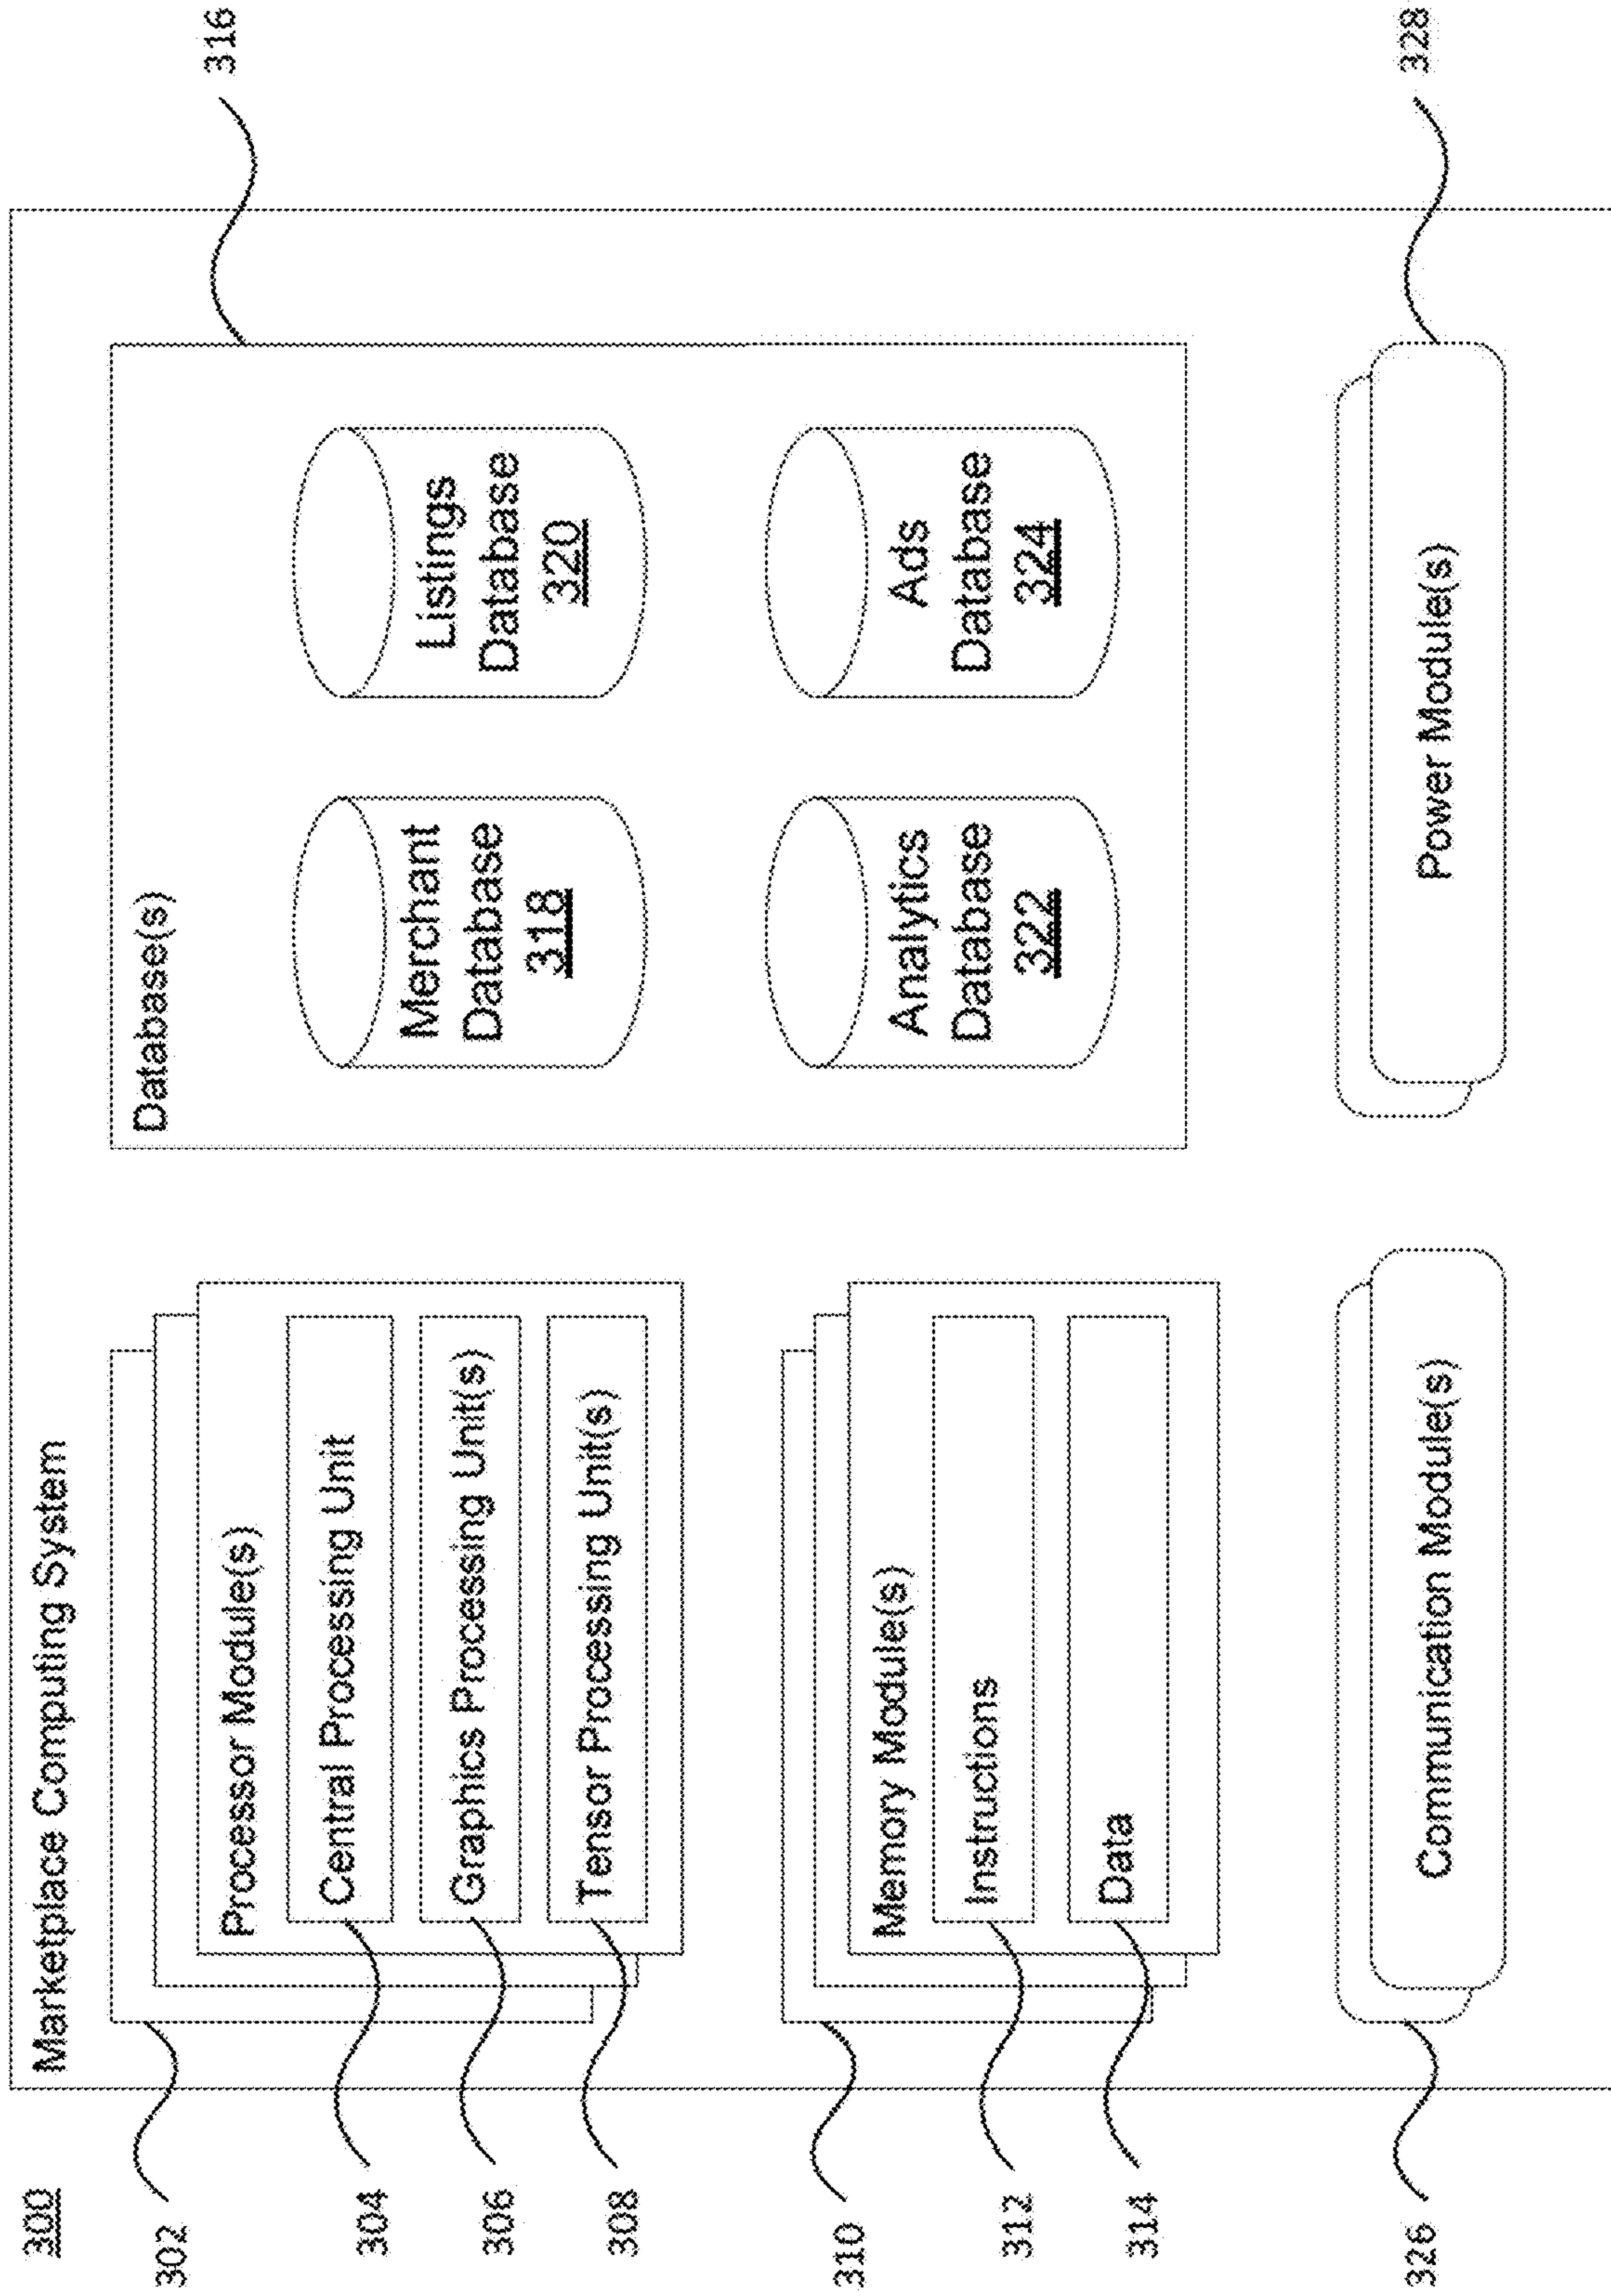 300
Marketplace Computing System
302
Processor Module(s)
304
Central Processing Unit
306
Graphics Processing Unit(s)
308
Tensor Processing Unit(s)
310
Memory Module(s)
312
Instructions
314
Data
326
Communication Module(s)
316
Database(s)
Merchant
Database
318
Listings
Database
320
Analytics
Database
322
Ads
Database
324
328
Power Module(s)